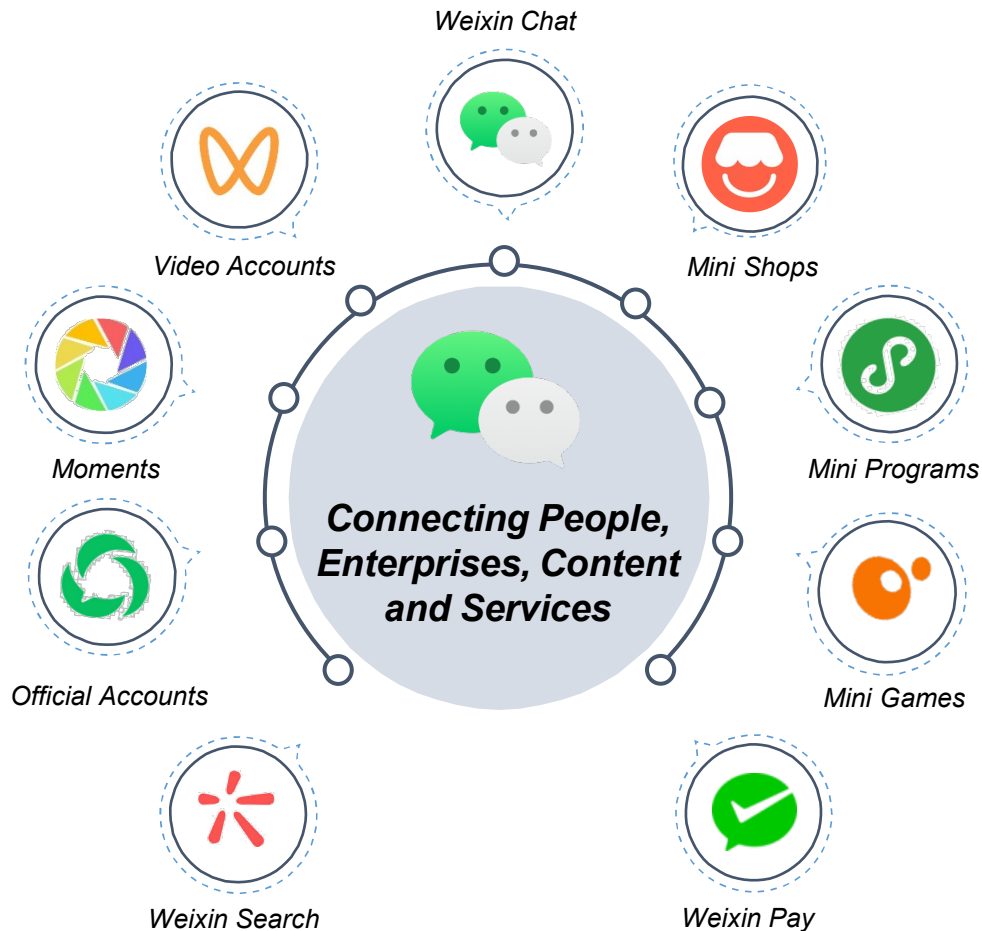 Weixin Chat
Video Accounts
Mini Shops
Moments
Mini Programs
Connecting People,
Enterprises, Content
and Services
Official Accounts
Mini Games
Weixin Search
Weixin Pay